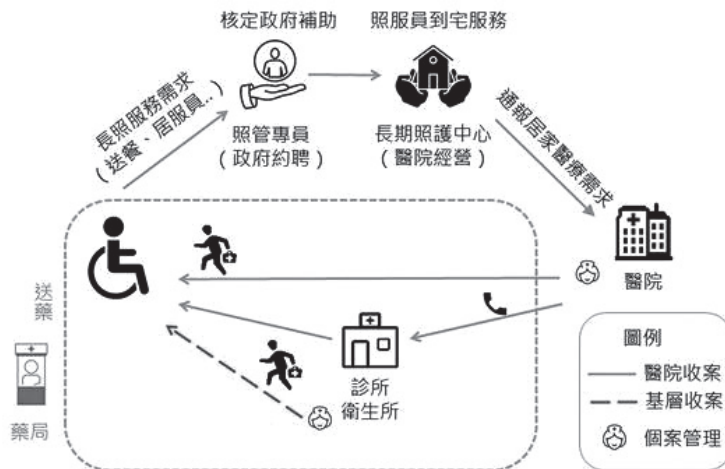 核定政府補助
照服員到宅服務
長照服務需求
(送餐、居服員..)
照管專員
(政府約聘)
長期照護中心
(醫院經營)
通報居家醫療需求
醫院
送藥
藥局
診所
衛生所
圖例
醫院收案
基層收案
個案管理